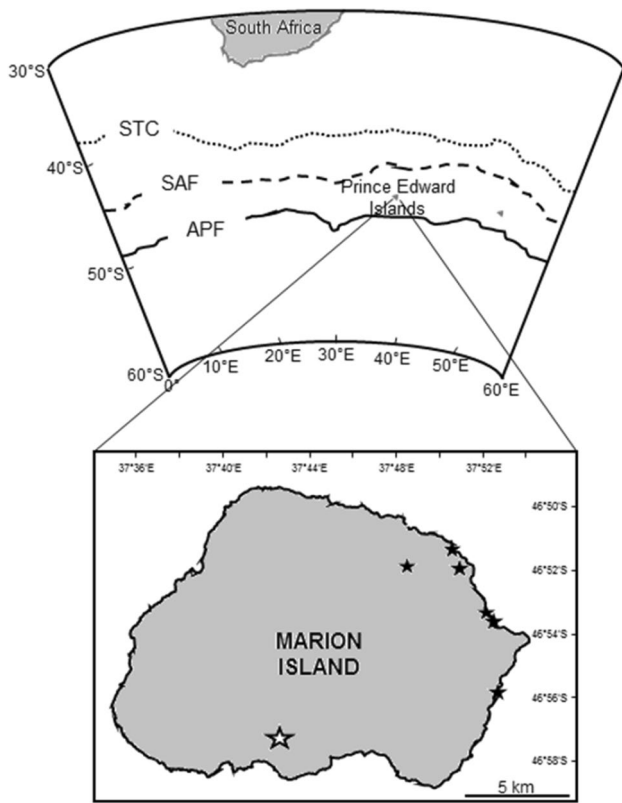 South Africa
30°S
STC
40°S
SAF
Prince Edward
Islands
APF
50°S
60°S
0°
10°E
20°E
30°E
40°E
50°E
60°E
37°36'E
37°40'E
37°44'E
37°48'E
37°52'E
46°50'S
46°52'S
46°54'S
MARION
ISLAND
46°56'S
46°58'S
5 km